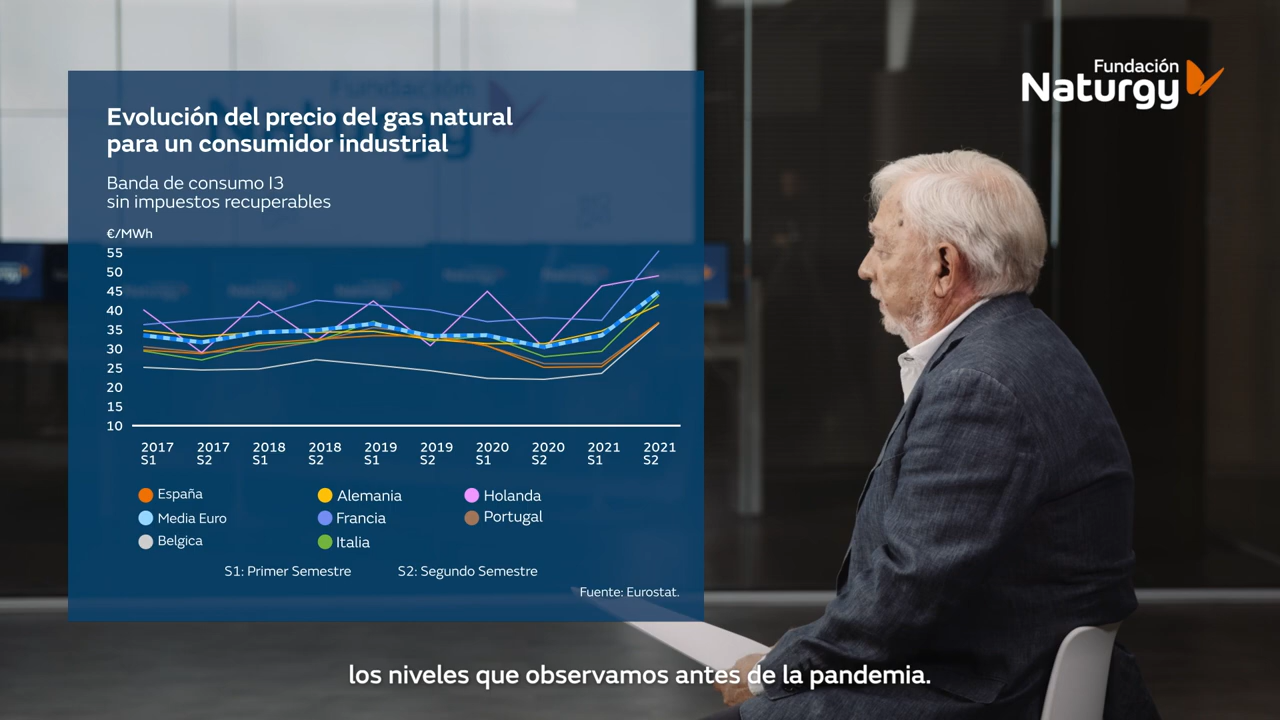 Fundación
Naturgy
Evolución del precio del gas natural
para un consumidor industrial
Banda de consumo I3
sin impuestos recuperables
€/MWh
55
50
45
40
35
30
25
20
15
10
2017 2017 2018 2018 2019 2019 2020 2020 2021 2021
S1 S2 S1 S2 S1 S2 S1 S2 S1 S2
España Alemania Holanda
Media Euro Francia Portugal
Belgica Italia
S1: Primer Semestre S2: Segundo Semestre
Fuente: Eurostat.
los niveles que observamos antes de la pandemia.